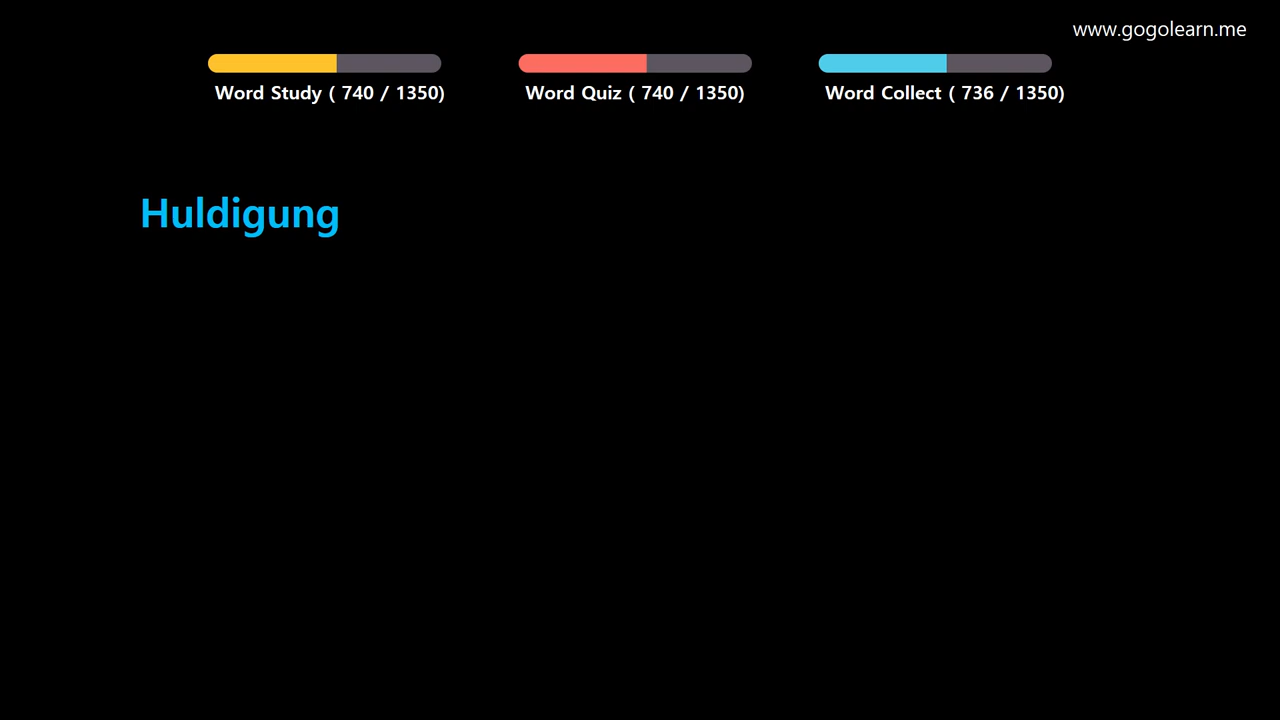 www.gogolearn.me
Word Study ( 740 / 1350)
Word Quiz ( 740 / 1350)
Word Collect ( 736 / 1350)
Huldigung